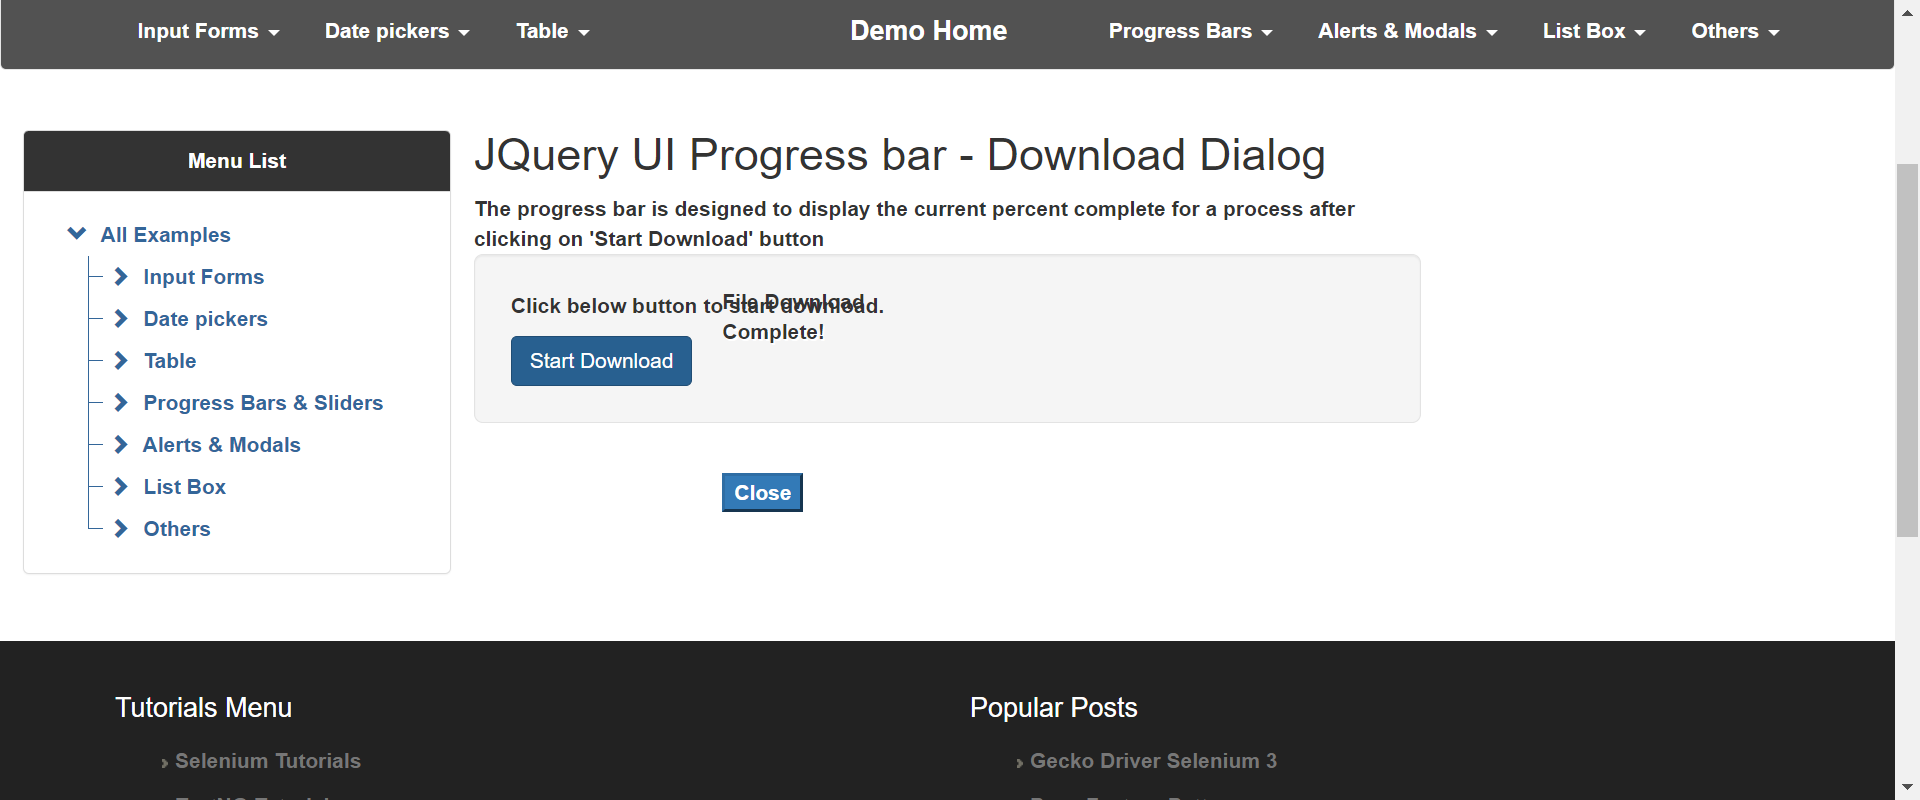 Input Forms
Date pickers
Table
Demo Home
Progress Bars
Alerts & Modals
List Box
Others
Menu List
All Examples
Input Forms
Date pickers
Table
Progress Bars & Sliders
Alerts & Modals
List Box
Others
JQuery UI Progress bar - Download Dialog
The progress bar is designed to display the current percent complete for a process after
clicking on 'Start Download' button
Click below button to start download.
File Download
Complete!
Start Download
Close
Tutorials Menu
Selenium Tutorials
Popular Posts
Gecko Driver Selenium 3